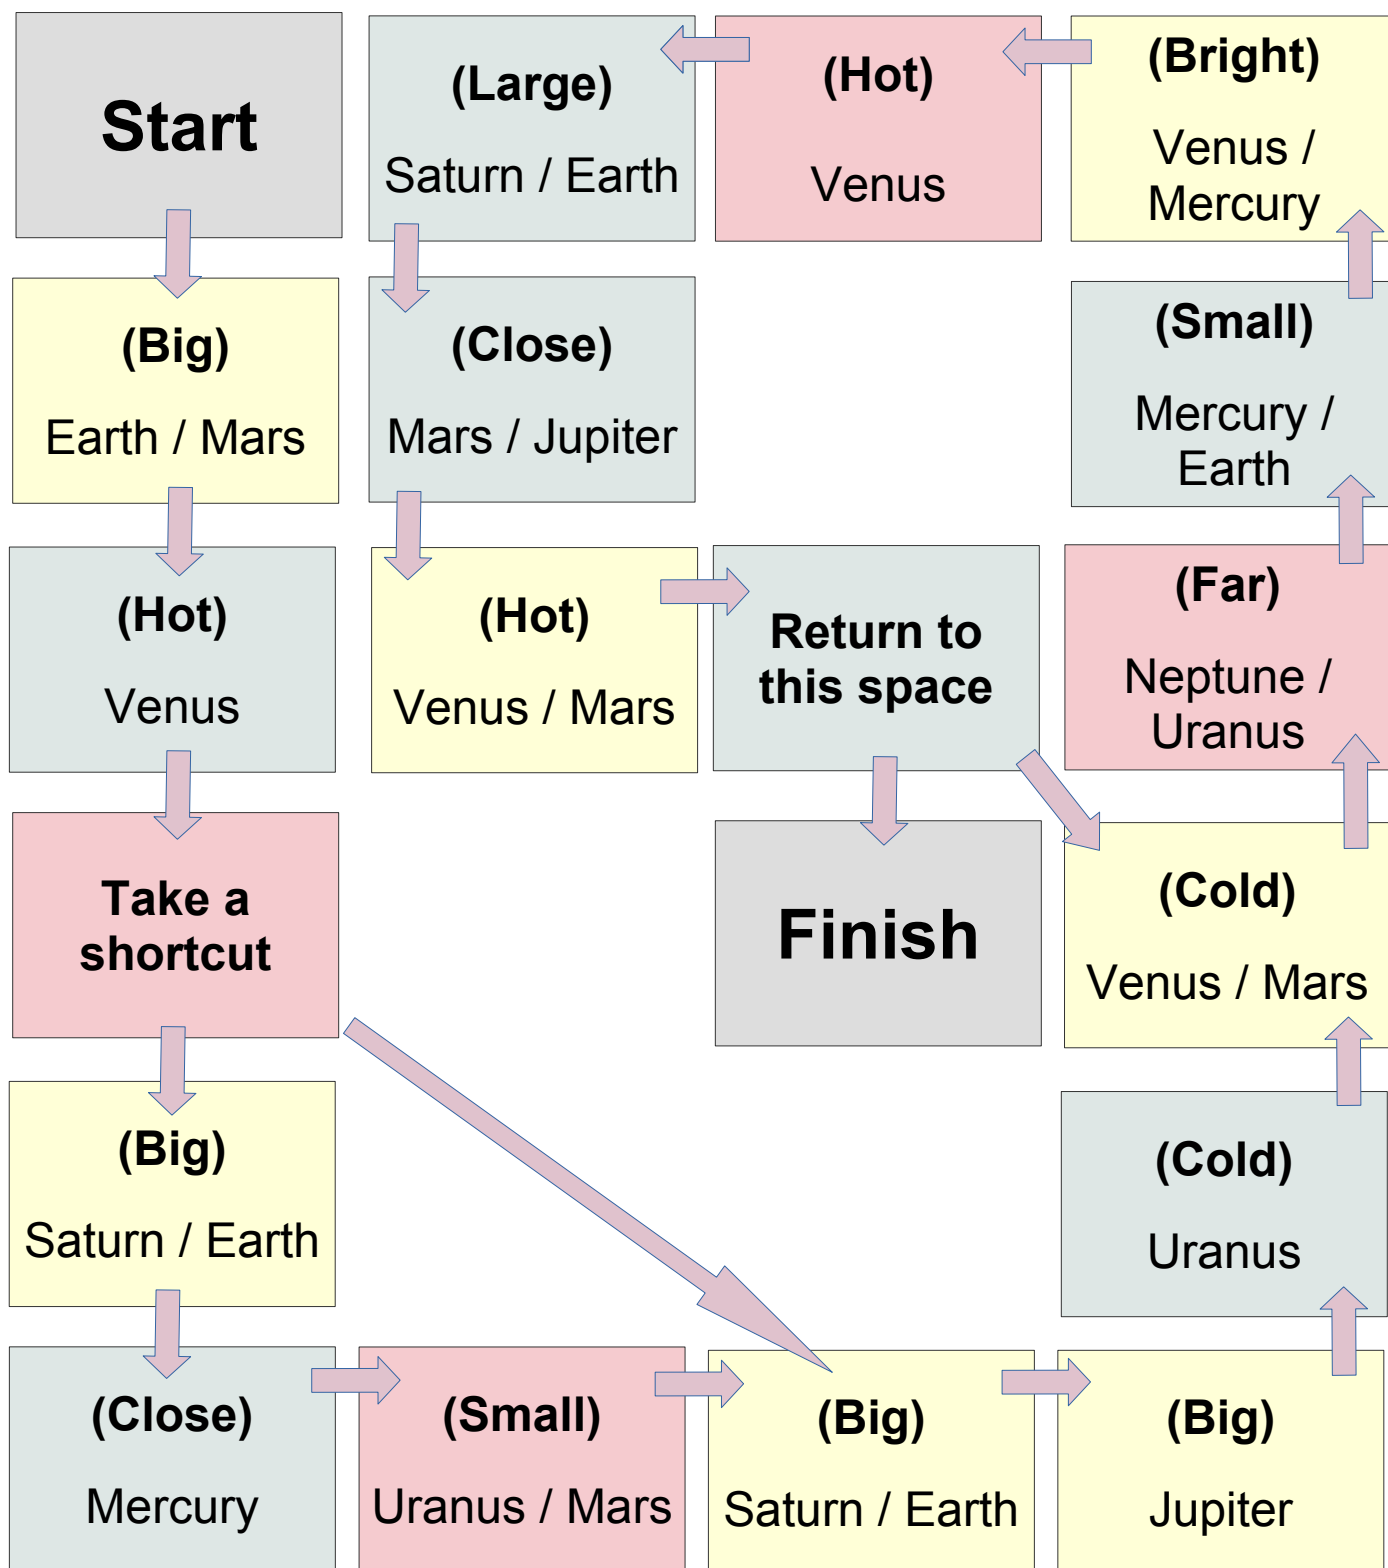 Start
(Big)
Earth / Mars
(Hot)
Venus
Take a
shortcut
(Big)
Saturn / Earth
(Close)
Mercury
(Small)
Uranus / Mars
(Big)
Saturn / Earth
(Big)
Jupiter
(Cold)
Uranus
(Cold)
Venus / Mars
(Far)
Neptune /
Uranus
(Small)
Mercury /
Earth
(Bright)
Venus /
Mercury
(Hot)
Venus
(Large)
Saturn / Earth
(Close)
Mars / Jupiter
(Hot)
Venus / Mars
Return to
this space
Finish